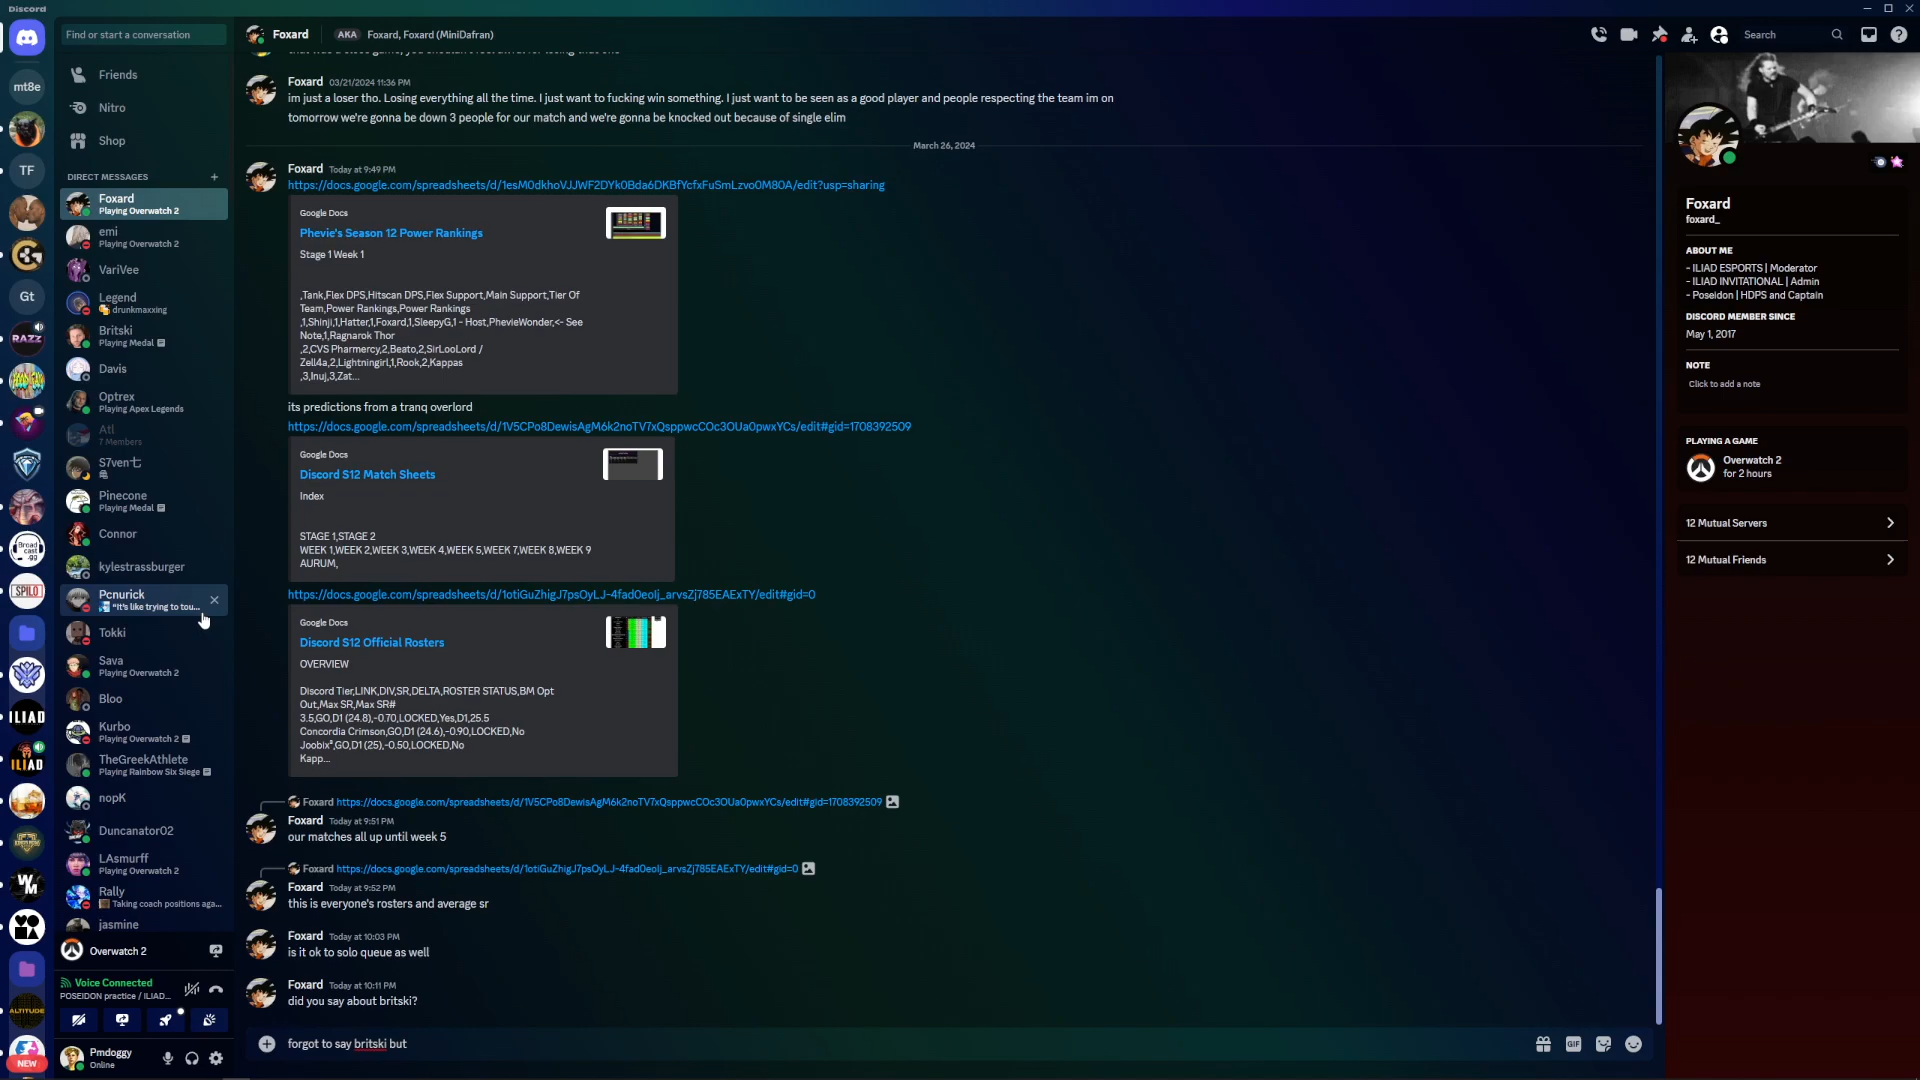 Discord
Find or start a conversation
Foxard
AKA
Foxard, Foxard (MiniDafran)
Search
mt8e
TF
Gt
RAZZ
Broad
cast
.gg
SPILO
ILIAD
ILIAD
WM
ALTITUDE
NEW
Friends
Nitro
Shop
DIRECT MESSAGES
Foxard
Playing Overwatch 2
emi
Playing Overwatch 2
VariVee
Legend
drunkmaxxing
Britski
Playing Medal
Davis
Optrex
Playing Apex Legends
Atl
7 Members
S7ven七
Pinecone
Playing Medal
Connor
kylestrassburger
Pcnurick
"It's like trying to tou...
Tokki
Sava
Playing Overwatch 2
Bloo
Kurbo
Playing Overwatch 2
TheGreekAthlete
Playing Rainbow Six Siege
nopK
Duncanator02
LAsmurff
Playing Overwatch 2
Rally
Taking coach positions aga...
jasmine
Overwatch 2
Voice Connected
POSEIDON practice / ILIAD...
Pmdoggy
Online
Foxard 03/21/2024 11:36 PM
im just a loser tho. Losing everything all the time. I just want to fucking win something. I just want to be seen as a good player and people respecting the team im on
tomorrow we're gonna be down 3 people for our match and we're gonna be knocked out because of single elim
March 26, 2024
Foxard Today at 9:49 PM
https://docs.google.com/spreadsheets/d/1esM0dkhoVJJWF2DYk0Bda6DKBfYcfxFuSmLzvo0M80A/edit?usp=sharing
Google Docs
Phevie's Season 12 Power Rankings
Stage 1 Week 1
,Tank,Flex DPS,Hitscan DPS,Flex Support,Main Support,Tier Of
Team,Power Rankings,Power Rankings
,1,Shinji,1,Hatter,1,Foxard,1,SleepyG,1 - Host,PhevieWonder,<- See
Note,1,Ragnarok Thor
,2,CVS Pharmercy,2,Beato,2,SirLooLord /
Zell4a,2,Lightningirl,1,Rook,2,Kappas
,3,Inuj,3,Zat...
its predictions from a tranq overlord
https://docs.google.com/spreadsheets/d/1V5CPo8DewisAgM6k2noTV7xQsppwcCOc3OUa0pwxYCs/edit#gid=1708392509
Google Docs
Discord S12 Match Sheets
Index
STAGE 1,STAGE 2
WEEK 1,WEEK 2,WEEK 3,WEEK 4,WEEK 5,WEEK 7,WEEK 8,WEEK 9
AURUM,
https://docs.google.com/spreadsheets/d/1otiGuZhigJ7psOyLJ-4fad0eoIj_arvsZj785EAExTY/edit#gid=0
Google Docs
Discord S12 Official Rosters
OVERVIEW
Discord Tier,LINK,DIV,SR,DELTA,ROSTER STATUS,BM Opt
Out,Max SR,Max SR#
3.5,GO,D1 (24.8),-0.70,LOCKED,Yes,D1,25.5
Concordia Crimson,GO,D1 (24.6),-0.90,LOCKED,No
Joobix²,GO,D1 (25),-0.50,LOCKED,No
Kapp...
Foxard https://docs.google.com/spreadsheets/d/1V5CPo8DewisAgM6k2noTV7xQsppwcCOc3OUa0pwxYCs/edit#gid=1708392509
Foxard Today at 9:51 PM
our matches all up until week 5
Foxard https://docs.google.com/spreadsheets/d/1otiGuZhigJ7psOyLJ-4fad0eoIj_arvsZj785EAExTY/edit#gid=0
Foxard Today at 9:52 PM
this is everyone's rosters and average sr
Foxard Today at 10:03 PM
is it ok to solo queue as well
Foxard Today at 10:11 PM
did you say about britski?
forgot to say britski but
GIF
Foxard
foxard_
ABOUT ME
- ILIAD ESPORTS | Moderator
- ILIAD INVITATIONAL | Admin
- Poseidon | HDPS and Captain
DISCORD MEMBER SINCE
May 1, 2017
NOTE
Click to add a note
PLAYING A GAME
Overwatch 2
for 2 hours
12 Mutual Servers
12 Mutual Friends